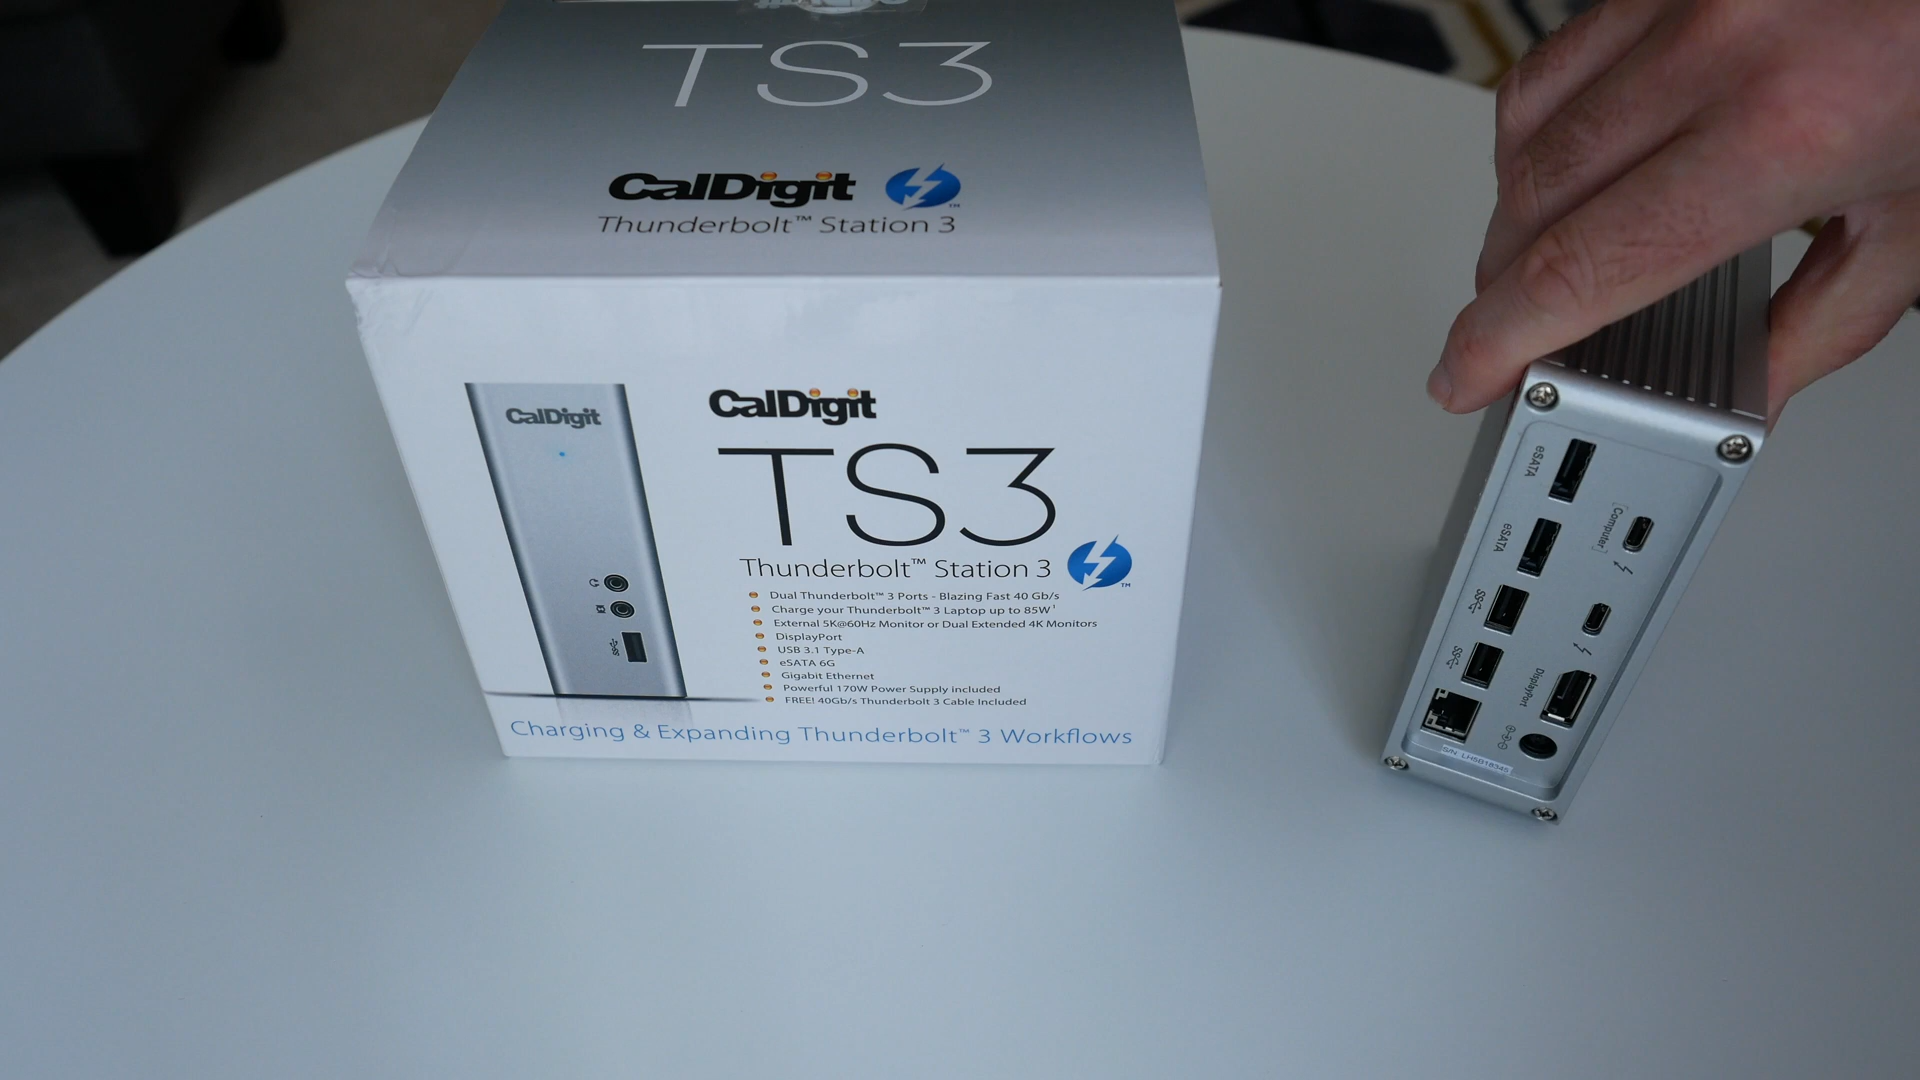 TS3
CalDigit
Thunderbolt™ Station 3
CalDigit
CalDigit
TS3
Thunderbolt™ Station 3
Dual Thunderbolt™ 3 Ports - Blazing Fast 40 Gb/s
Charge your Thunderbolt™ 3 Laptop up to 85W¹
External 5K@60Hz Monitor or Dual Extended 4K Monitors
DisplayPort
USB 3.1 Type-A
eSATA 6G
Gigabit Ethernet
Powerful 170W Power Supply included
FREE! 40Gb/s Thunderbolt 3 Cable Included
Charging & Expanding Thunderbolt™ 3 Workflows
eSATA
[Computer]
eSATA
DisplayPort
S/N: LHSB18345